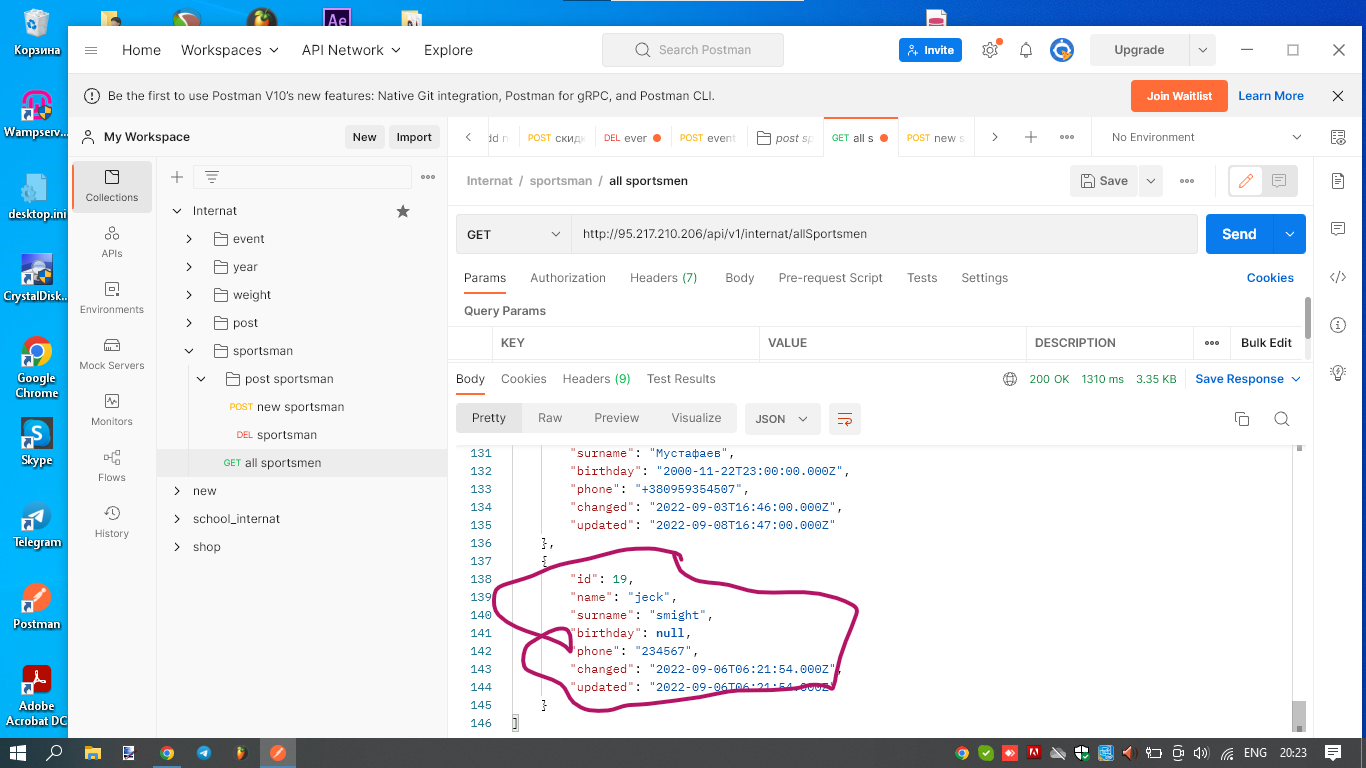 Корзина
Ae
Wampserv...
desktop.ini
CrystalDisk...
Google
Chrome
Skype
Telegram
Postman
Adobe
Acrobat DC
Home
Workspaces
API Network
Explore
Search Postman
Invite
Upgrade
Be the first to use Postman V10's new features: Native Git integration, Postman for gRPC, and Postman CLI.
Join Waitlist
Learn More
My Workspace
New
Import
POST скидк
DEL ever
POST event
post sp
GET all s
POST new s
No Environment
Collections
APIs
Environments
Mock Servers
Monitors
Flows
History
Internat
event
year
weight
post
sportsman
post sportsman
POST new sportsman
DEL sportsman
GET all sportsmen
new
school_internat
shop
Internat / sportsman / all sportsmen
Save
GET
http://95.217.210.206/api/v1/internat/allSportsmen
Send
Params
Authorization
Headers (7)
Body
Pre-request Script
Tests
Settings
Cookies
Query Params
KEY
VALUE
DESCRIPTION
Bulk Edit
Body
Cookies
Headers (9)
Test Results
200 OK
1310 ms
3.35 KB
Save Response
Pretty
Raw
Preview
Visualize
JSON
131 "surname": "Мустафаев",
132 "birthday": "2000-11-22T23:00:00.000Z",
133 "phone": "+380959354507",
134 "changed": "2022-09-03T16:46:00.000Z",
135 "updated": "2022-09-08T16:47:00.000Z"
136 },
137 {
138 "id": 19,
139 "name": "jeck",
140 "surname": "smight",
141 "birthday": null,
142 "phone": "234567",
143 "changed": "2022-09-06T06:21:54.000Z",
144 "updated": "2022-09-06T06:21:54.000Z"
145 }
146 ]
ENG
20:23